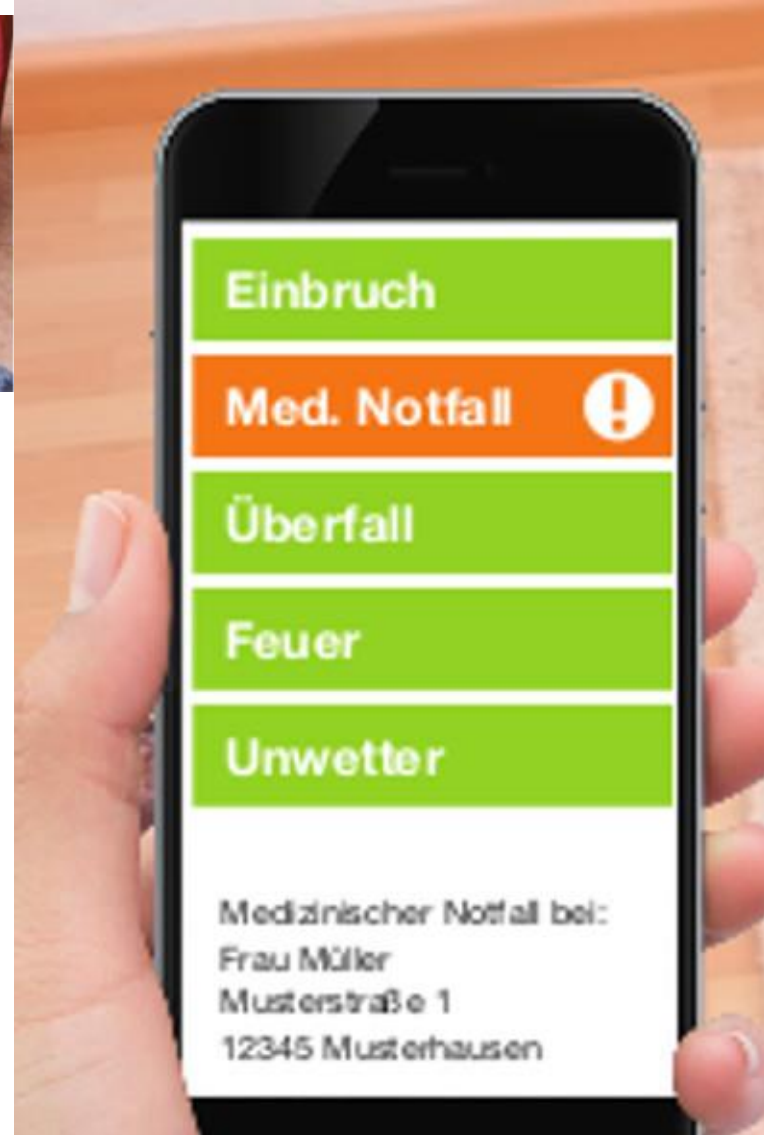 Einbruch
Med. Notfall
Überfall
Feuer
Unwetter
Medizinischer Notfall bei:
Frau Müller
Musterstraße 1
12345 Musterhausen